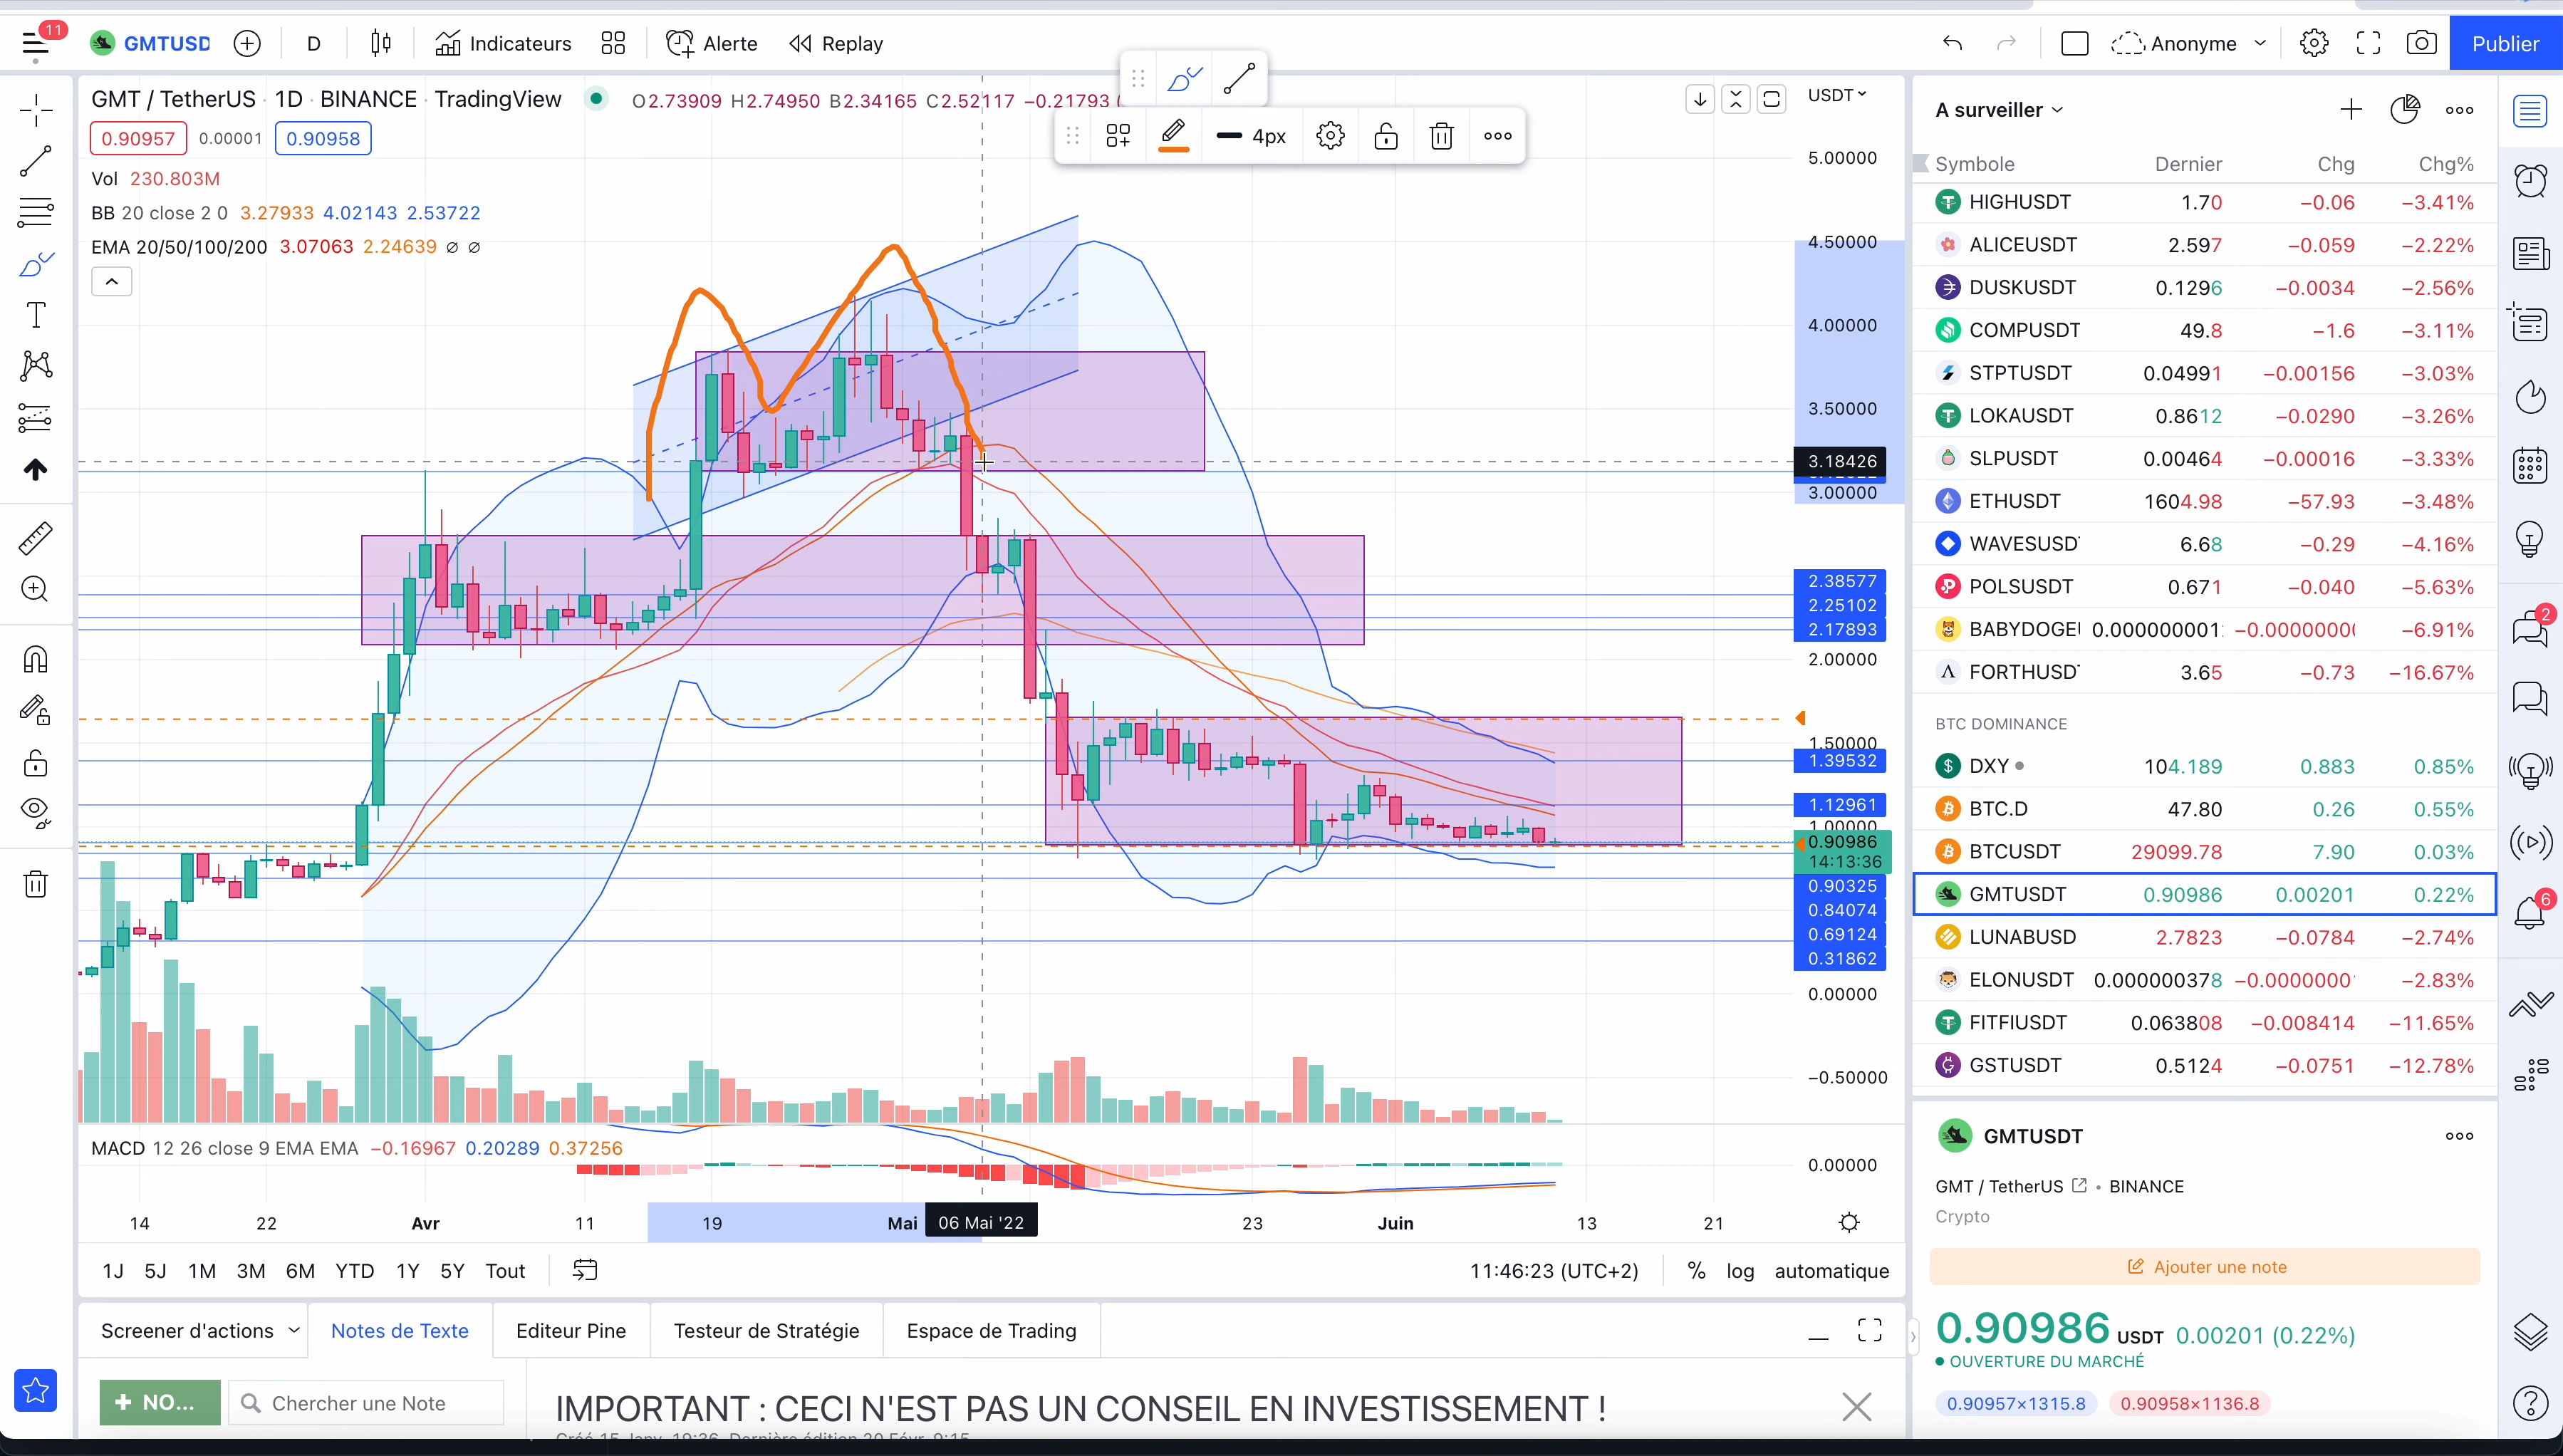 11
GMTUSD
D
Indicateurs
Alerte
Replay
Anonyme
Publier
GMT / TetherUS · 1D · BINANCE · TradingView
O2.73909 H2.74950 B2.34165 C2.52117 −0.21793
0.90957 0.00001 0.90958
Vol 230.803M
BB 20 close 2 0 3.27933 4.02143 2.53722
EMA 20/50/100/200 3.07063 2.24639 ∅ ∅
4px
USDT
5.00000
4.50000
4.00000
3.50000
3.18426
3.00000
2.38577
2.25102
2.17893
2.00000
1.50000
1.39532
1.12961
1.00000
0.90986
14:13:36
0.90325
0.84074
0.69124
0.31862
0.00000
−0.50000
MACD 12 26 close 9 EMA EMA −0.16967 0.20289 0.37256
0.00000
14 22 Avr 11 19 Mai 06 Mai '22 23 Juin 13 21
1J 5J 1M 3M 6M YTD 1Y 5Y Tout
11:46:23 (UTC+2) % log automatique
Screener d'actions Notes de Texte Editeur Pine Testeur de Stratégie Espace de Trading
+ NO... Chercher une Note
IMPORTANT : CECI N'EST PAS UN CONSEIL EN INVESTISSEMENT !
A surveiller
Symbole Dernier Chg Chg%
HIGHUSDT 1.70 −0.06 −3.41%
ALICEUSDT 2.597 −0.059 −2.22%
DUSKUSDT 0.1296 −0.0034 −2.56%
COMPUSDT 49.8 −1.6 −3.11%
STPTUSDT 0.04991 −0.00156 −3.03%
LOKAUSDT 0.8612 −0.0290 −3.26%
SLPUSDT 0.00464 −0.00016 −3.33%
ETHUSDT 1604.98 −57.93 −3.48%
WAVESUSD 6.68 −0.29 −4.16%
POLSUSDT 0.671 −0.040 −5.63%
BABYDOGE 0.000000001 −0.0000000 −6.91%
FORTHUSD 3.65 −0.73 −16.67%
BTC DOMINANCE
DXY 104.189 0.883 0.85%
BTC.D 47.80 0.26 0.55%
BTCUSDT 29099.78 7.90 0.03%
GMTUSDT 0.90986 0.00201 0.22%
LUNABUSD 2.7823 −0.0784 −2.74%
ELONUSDT 0.000000378 −0.0000000 −2.83%
FITFIUSDT 0.063808 −0.008414 −11.65%
GSTUSDT 0.5124 −0.0751 −12.78%
GMTUSDT
GMT / TetherUS • BINANCE
Crypto
Ajouter une note
0.90986 USDT 0.00201 (0.22%)
OUVERTURE DU MARCHÉ
0.90957×1315.8 0.90958×1136.8
2
6